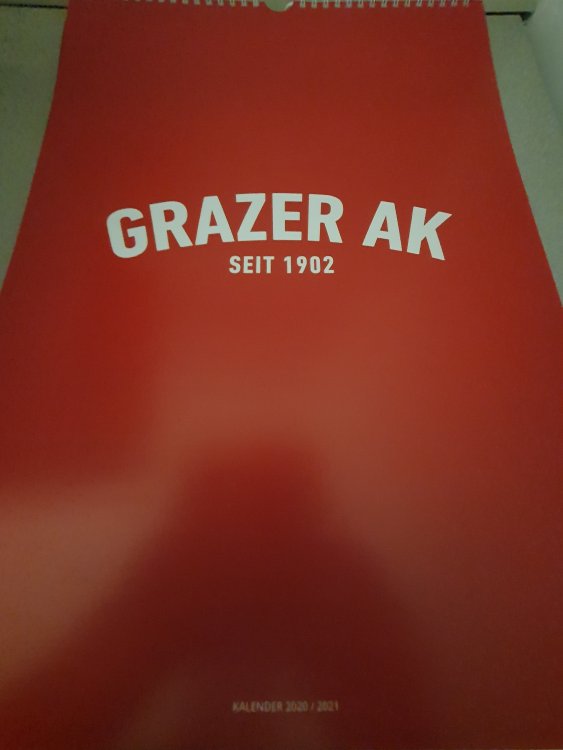 GRAZER AK
SEIT 1902
KALENDER 2020 / 2021